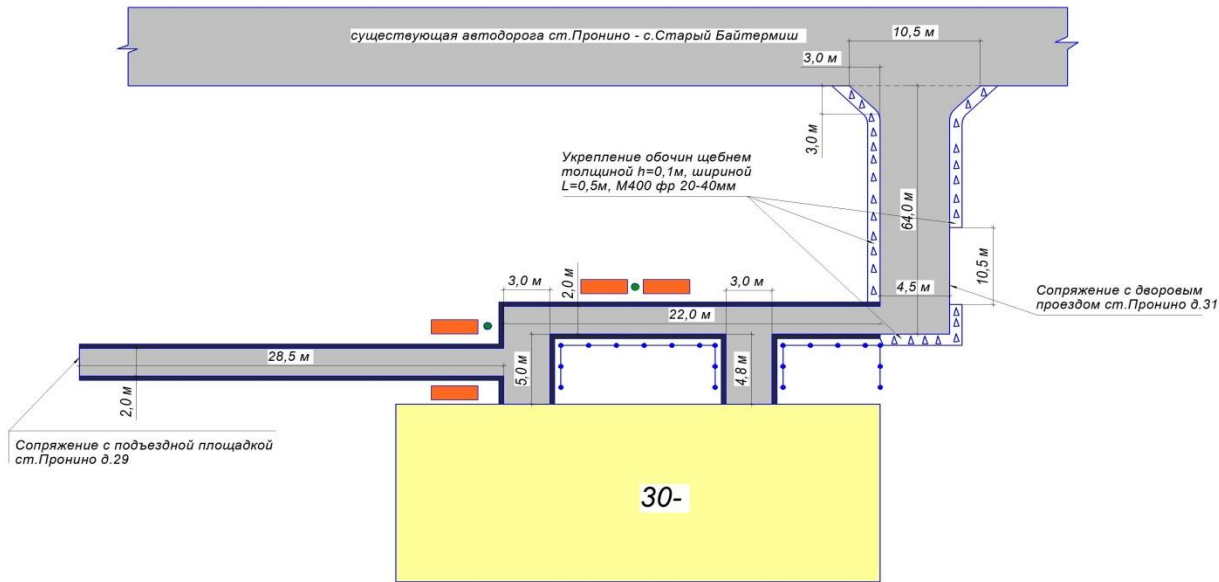 существующая автодорога ст.Пронино - с.Старый Байтермиш
10,5 м
3,0 м
3,0 м
Укрепление обочин щебнем
толщиной h=0,1м, шириной
L=0,5м, М400 фр 20-40мм
64,0 м
10,5 м
3,0 м
2,0 м
3,0 м
4,5 м
Сопряжение с дворовым
проездом ст.Пронино д.31
22,0 м
28,5 м
5,0 м
4,8 м
2,0 м
Сопряжение с подъездной площадкой
ст.Пронино д.29
30-